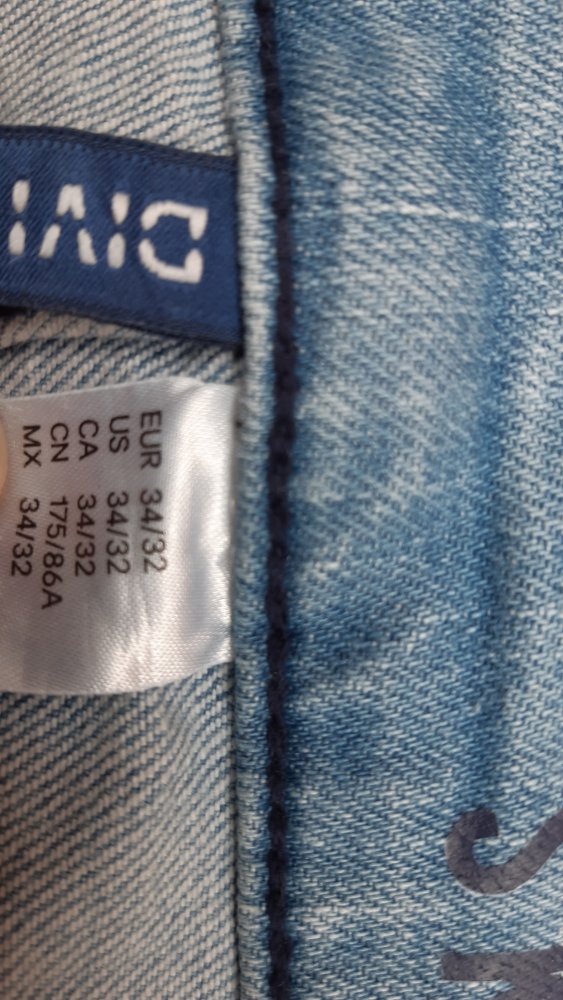 DIVI
EUR 34/32
US 34/32
CA 34/32
CN 175/86A
MX 34/32